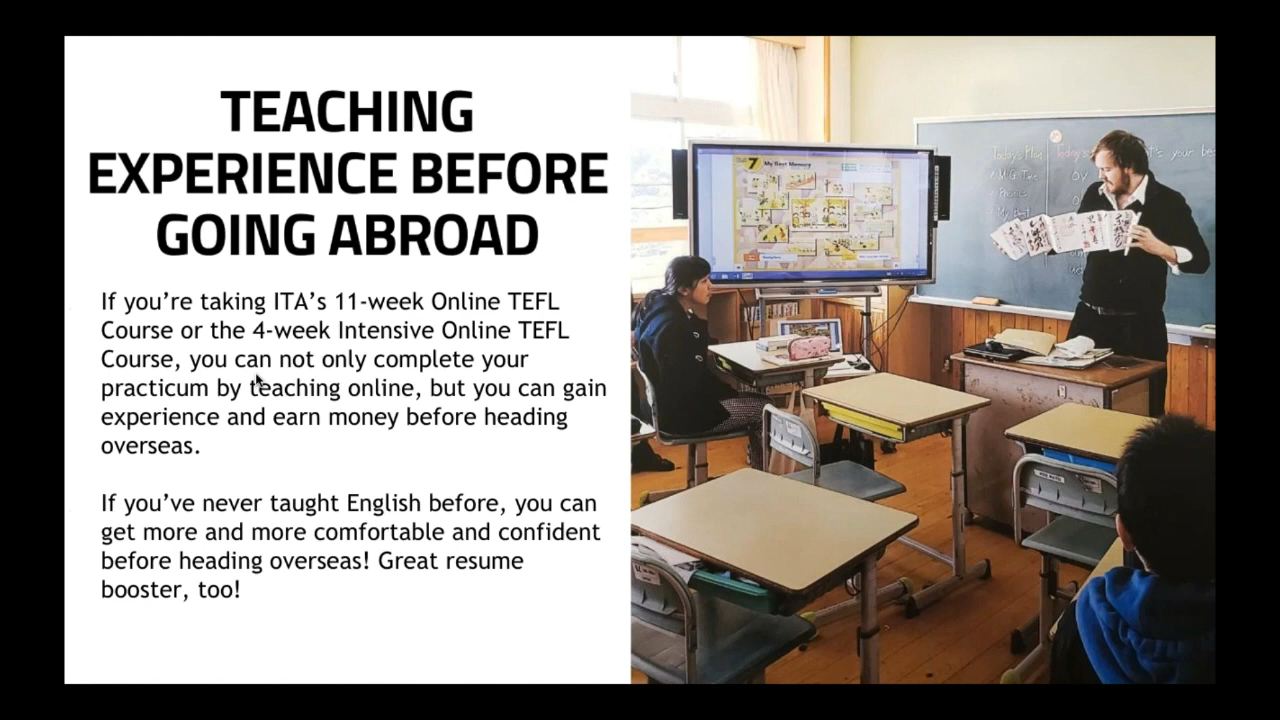 TEACHING
EXPERIENCE BEFORE
GOING ABROAD
If you’re taking ITA’s 11-week Online TEFL
Course or the 4-week Intensive Online TEFL
Course, you can not only complete your
practicum by teaching online, but you can gain
experience and earn money before heading
overseas.
If you’ve never taught English before, you can
get more and more comfortable and confident
before heading overseas! Great resume
booster, too!
7 My Best Memory
Today's Plan